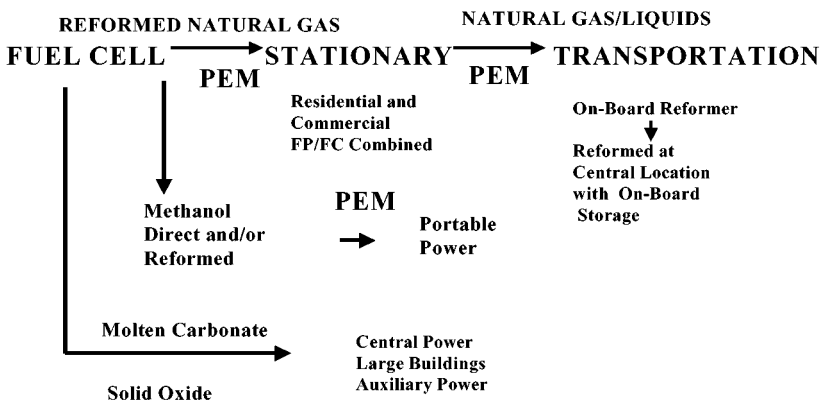 REFORMED NATURAL GAS
NATURAL GAS/LIQUIDS
FUEL CELL
STATIONARY
TRANSPORTATION
PEM
PEM
Residential and
Commercial
FP/FC Combined
On-Board Reformer
Reformed at
Central Location
with On-Board
Storage
Methanol
Direct and/or
Reformed
PEM
Portable
Power
Molten Carbonate
Solid Oxide
Central Power
Large Buildings
Auxiliary Power